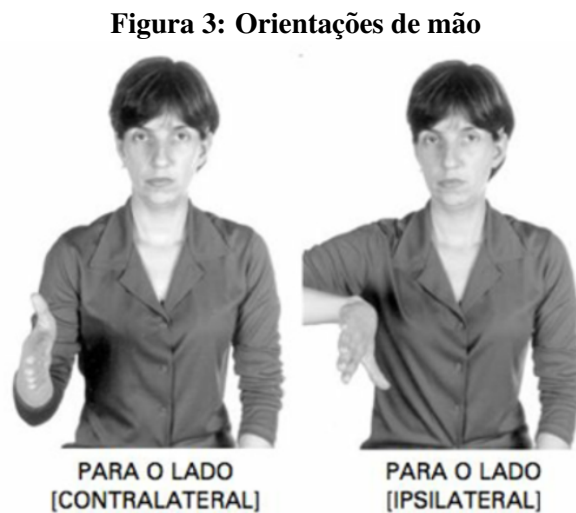 Figura 3: Orientações de mão
PARA O LADO
[CONTRALATERAL]
PARA O LADO
[IPSILATERAL]